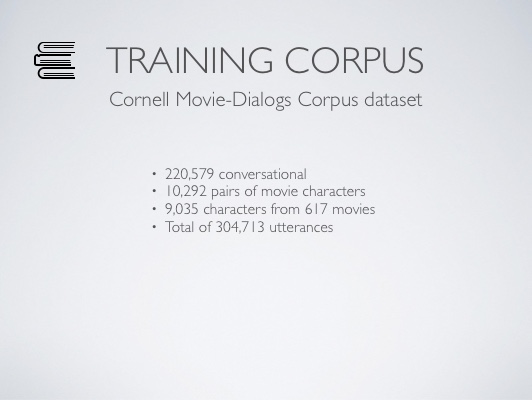 TRAINING CORPUS
Cornell Movie-Dialogs Corpus dataset
• 220,579 conversational
• 10,292 pairs of movie characters
• 9,035 characters from 617 movies
• Total of 304,713 utterances